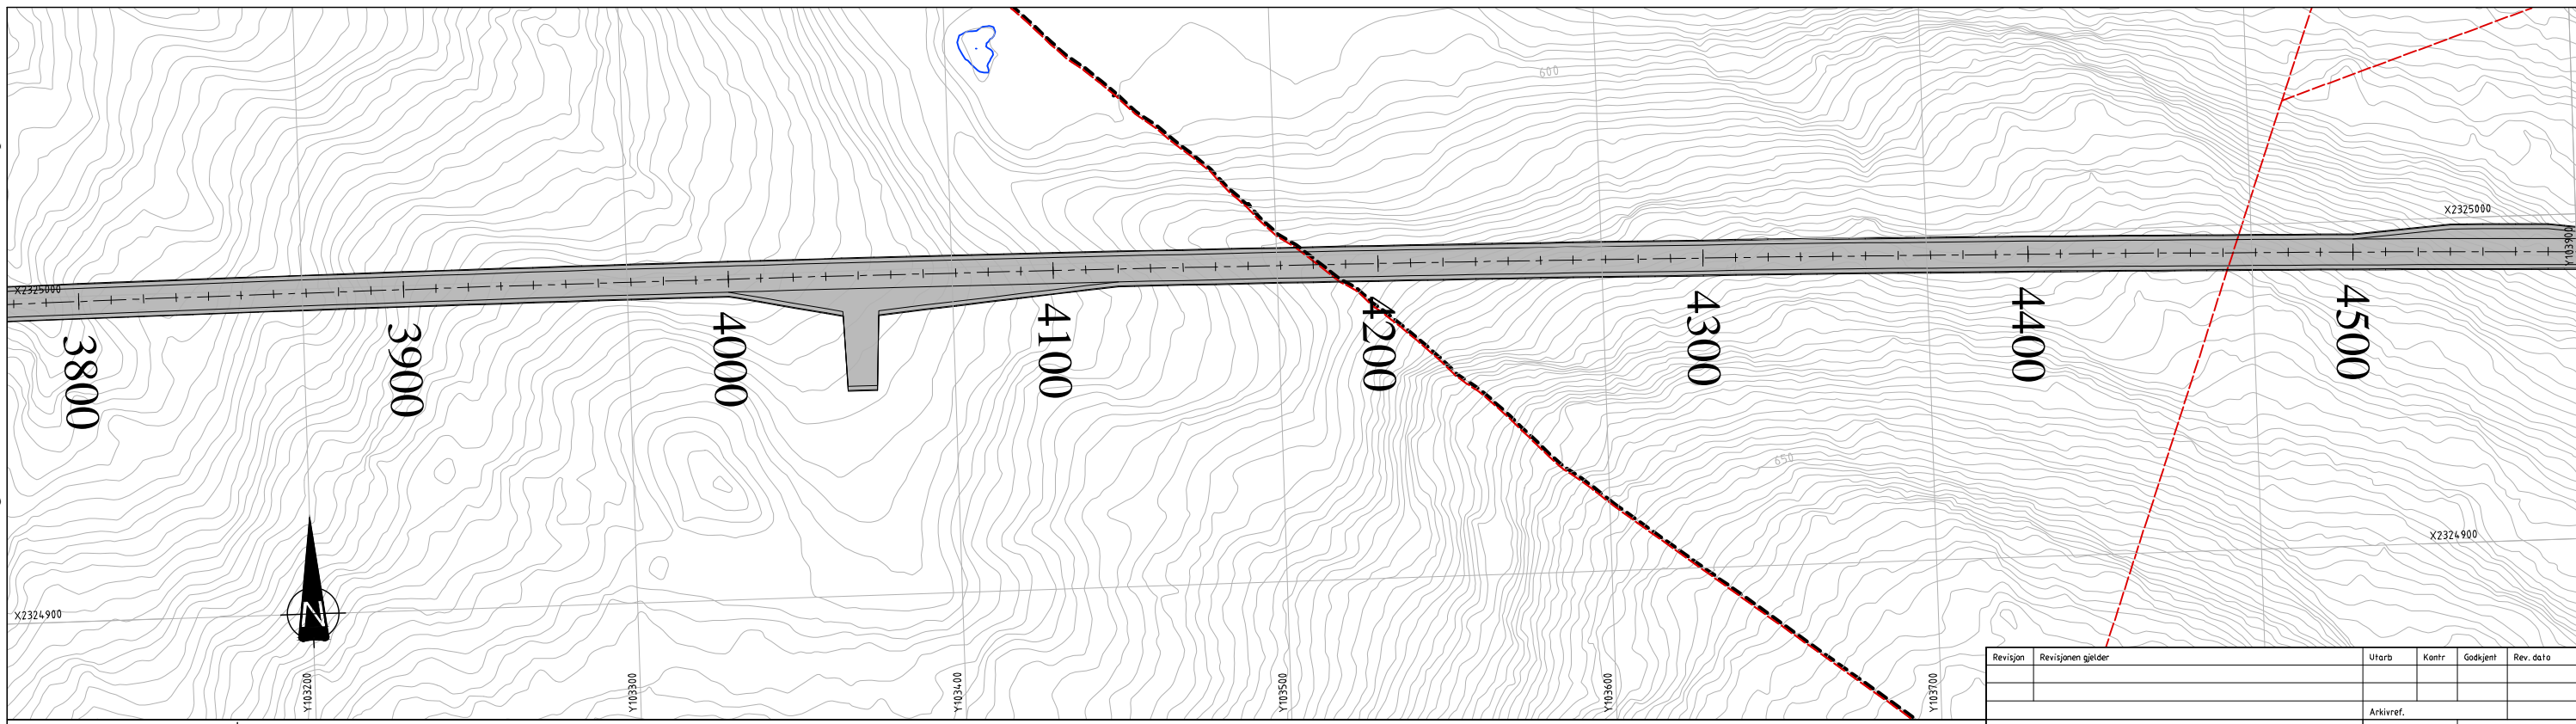 600
X2325000
Y103900
X2325000
3800
3900
4000
4100
4200
4300
4400
4500
650
X2324900
X2324900
N
Y103200
Y103300
Y103400
Y103500
Y103600
Y103700
Revisjon Revisjonen gjelder Utarb Kontr Godkjent Rev. dato
Arkivref.